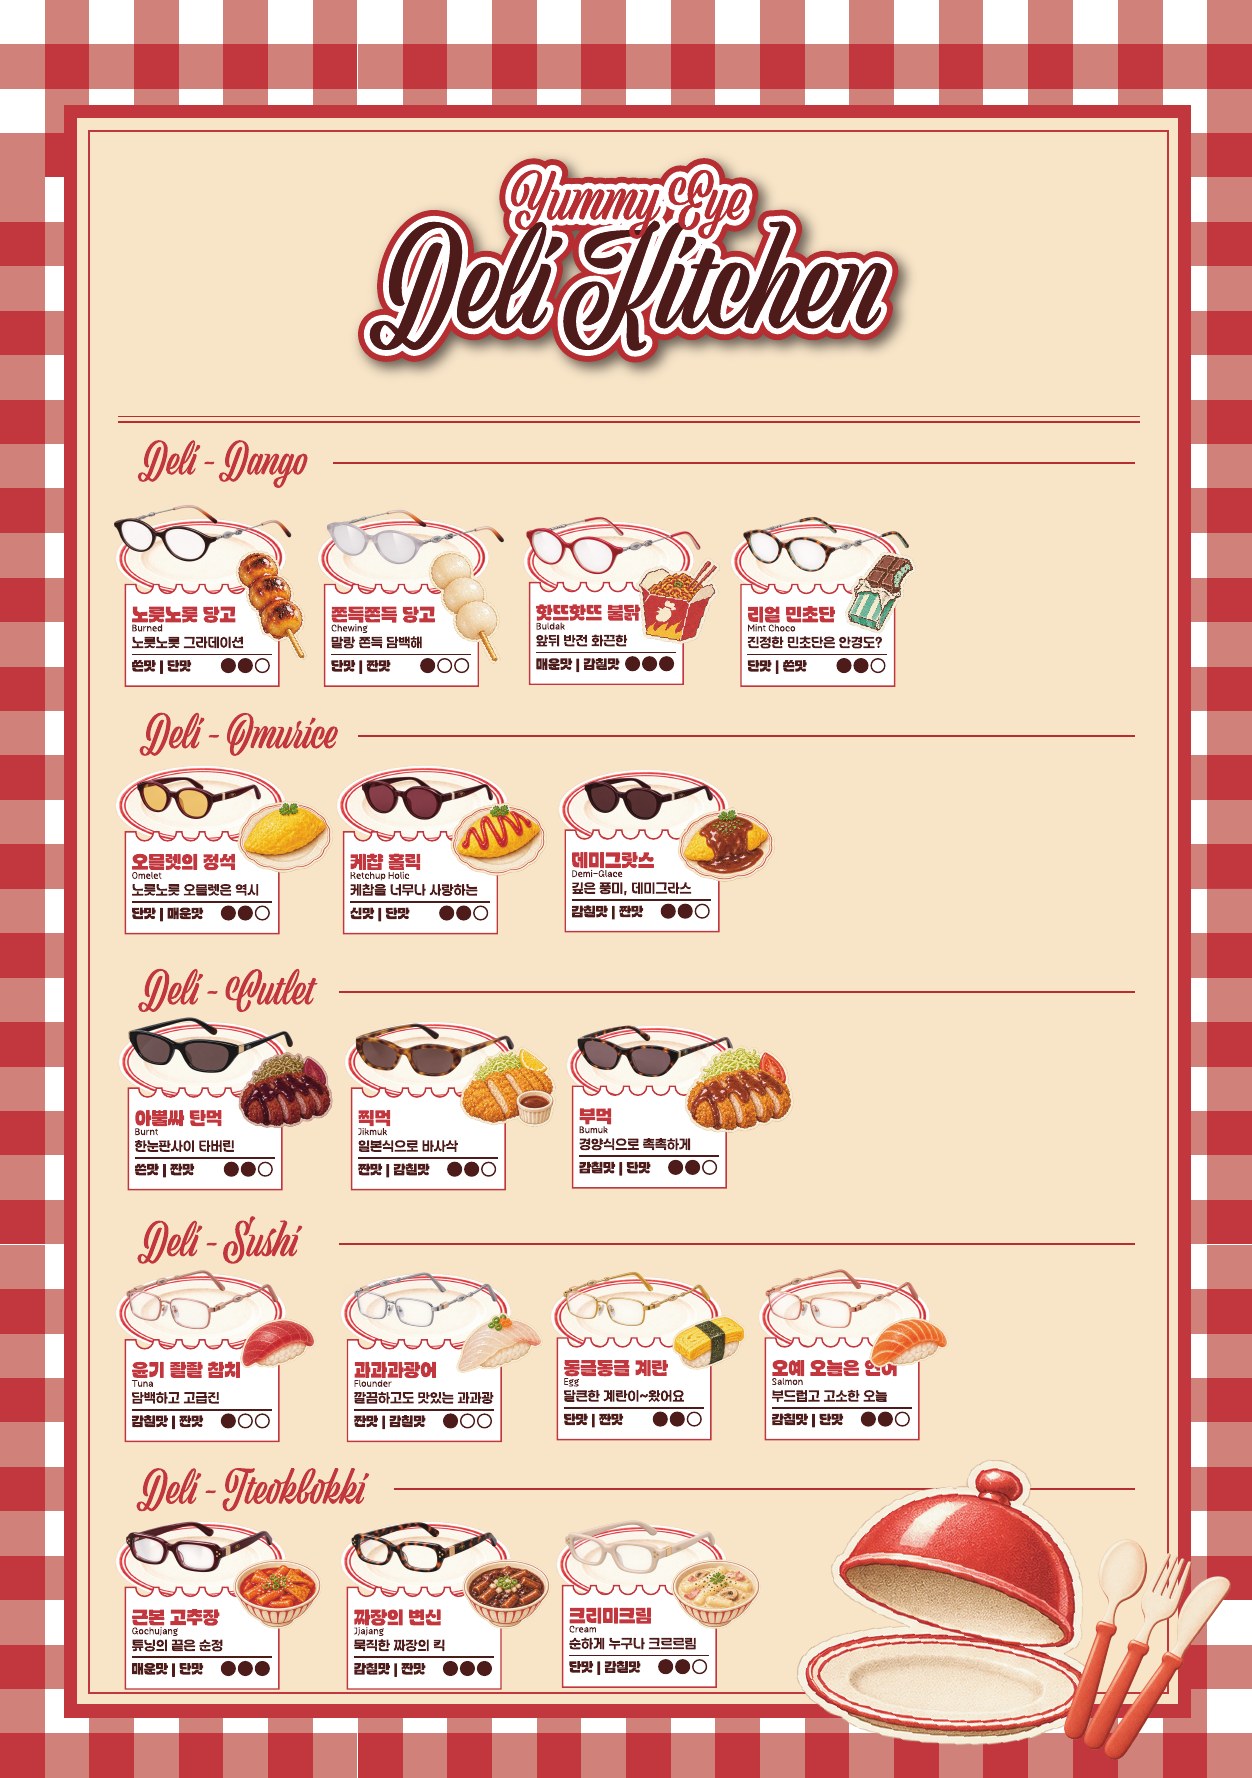 Yummy Eye
Deli Kitchen
Deli - Dango
노릇노릇 당고
Burned
노릇노릇 그라데이션
쓴맛 | 단맛
쫀득쫀득 당고
Chewing
말랑 쫀득 담백해
단맛 | 짠맛
핫뜨핫뜨 불닭
Buldak
앞뒤 반전 화끈한
매운맛 | 감칠맛
리얼 민초단
Mint Choco
진정한 민초단은 안경도?
단맛 | 쓴맛
Deli - Omurice
오믈렛의 정석
Omelet
노릇노릇 오믈렛은 역시
단맛 | 매운맛
케찹 홀릭
Ketchup Holic
케찹을 너무나 사랑하는
신맛 | 단맛
데미그랏스
Demi-Glace
깊은 풍미, 데미그라스
감칠맛 | 짠맛
Deli - Cutlet
아뿔싸 탄먹
Burnt
한눈판사이 타버린
쓴맛 | 짠맛
찍먹
Jikmuk
일본식으로 바사삭
짠맛 | 감칠맛
부먹
Bumuk
경양식으로 촉촉하게
감칠맛 | 단맛
Deli - Sushi
윤기 촬촬 참치
Tuna
담백하고 고급진
감칠맛 | 짠맛
과과과광어
Flounder
깔끔하고도 맛있는 과과광
짠맛 | 감칠맛
동글동글 계란
Egg
달큰한 계란이~왔어요
단맛 | 짠맛
오예 오늘은 연어
Salmon
부드럽고 고소한 오늘
감칠맛 | 단맛
Deli - Tteokbokki
근본 고추장
Gochujang
튜닝의 끝은 순정
매운맛 | 단맛
짜장의 변신
Jjajang
묵직한 짜장의 킥
감칠맛 | 짠맛
크리미크림
Cream
순하게 누구나 크르르림
단맛 | 감칠맛